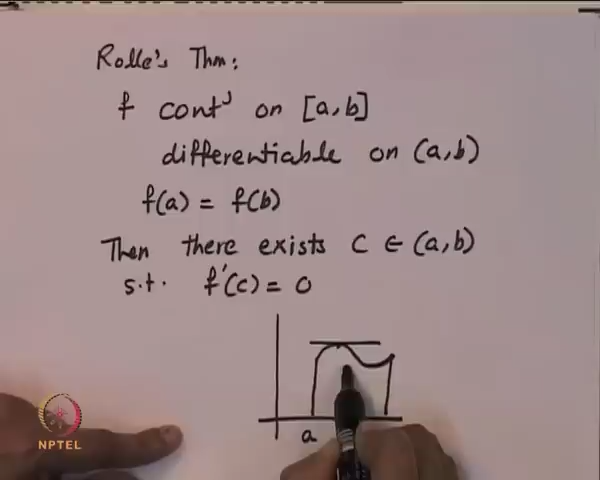 Rolle's Thm:
f cont^s on [a,b]
differentiable on (a,b)
f(a) = f(b)
Then there exists C ∈ (a,b)
s.t. f'(c) = 0
a
NPTEL